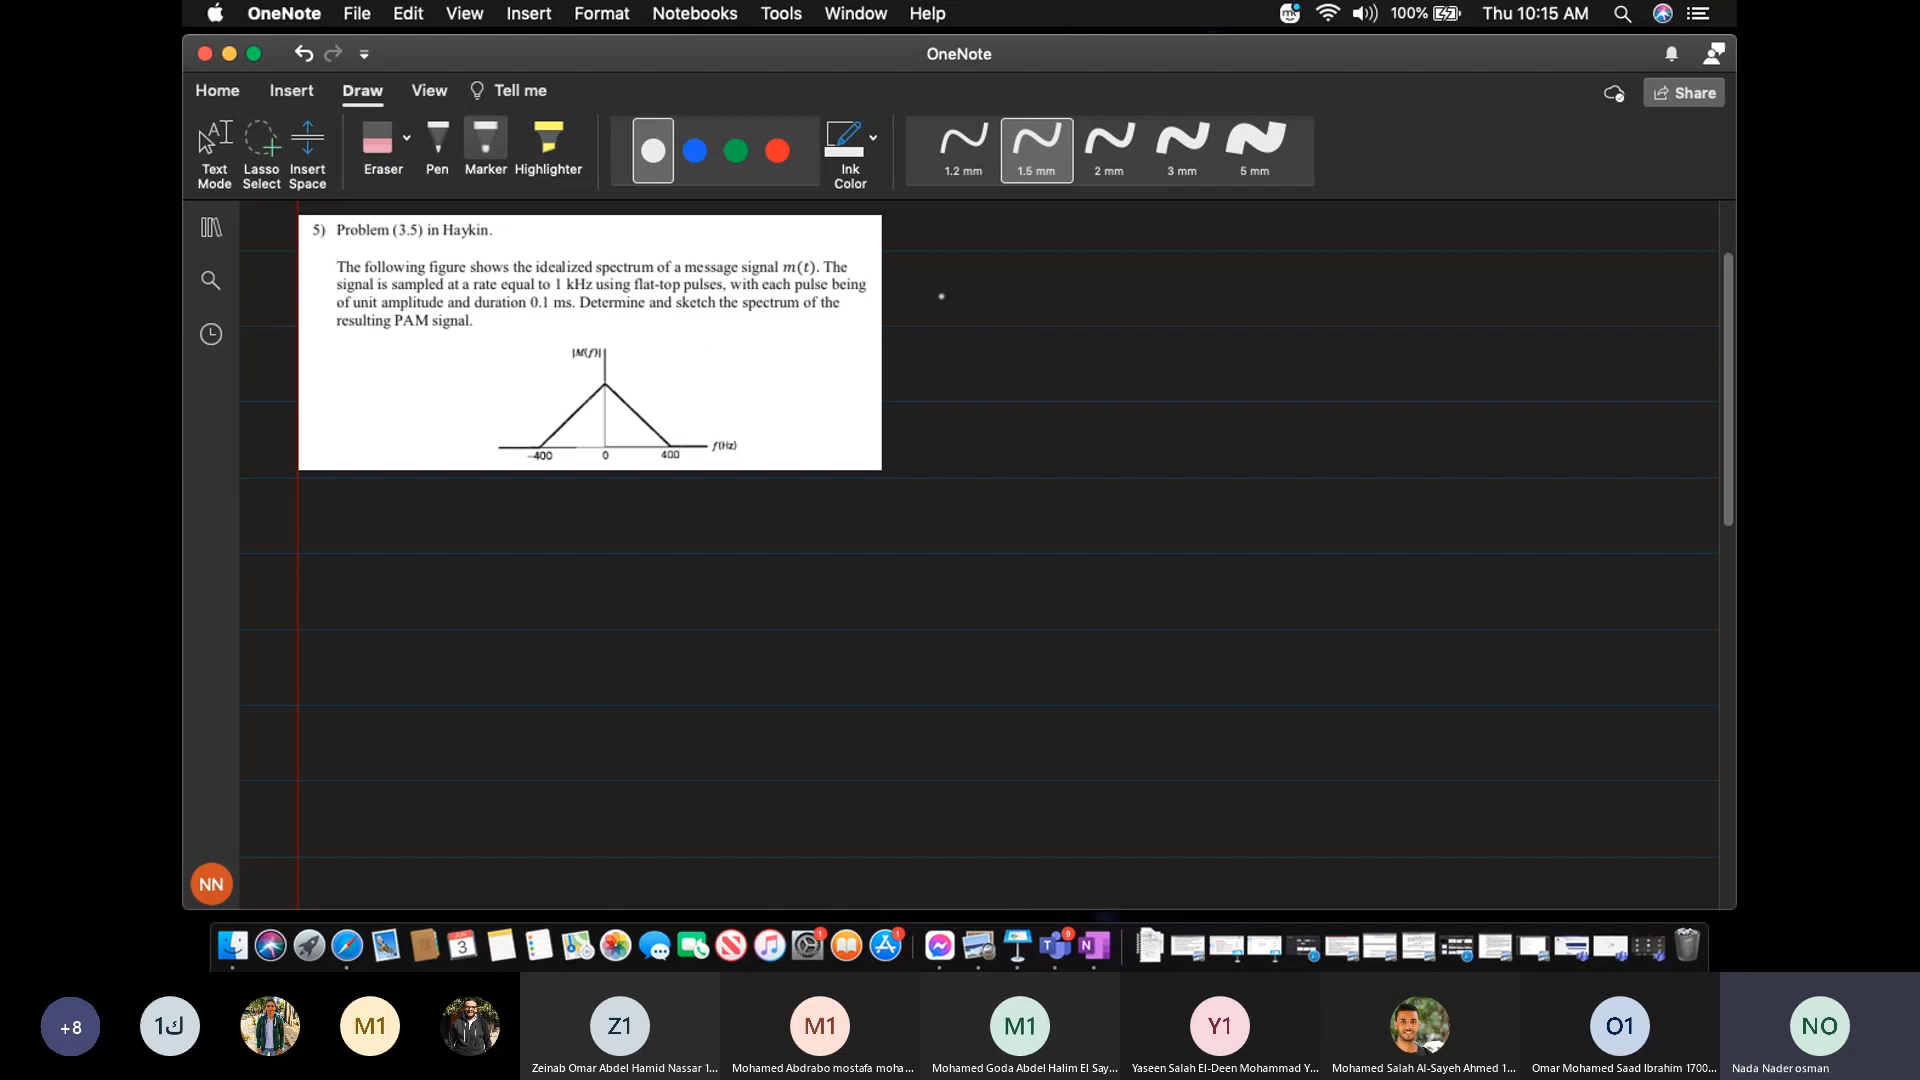 OneNote File Edit View Insert Format Notebooks Tools Window Help
100% Thu 10:15 AM
OneNote
Home Insert Draw View Tell me
Share
Text Mode
Lasso Select
Insert Space
Eraser
Pen
Marker
Highlighter
Ink Color
1.2 mm
1.5 mm
2 mm
3 mm
5 mm
5) Problem (3.5) in Haykin.
The following figure shows the idealized spectrum of a message signal m(t). The
signal is sampled at a rate equal to 1 kHz using flat-top pulses, with each pulse being
of unit amplitude and duration 0.1 ms. Determine and sketch the spectrum of the
resulting PAM signal.
|M(f)|
f(Hz)
-400 0 400
NN
JUN
3
1
1
9
+8
ك1
M1
Z1
M1
M1
Y1
O1
NO
Zeinab Omar Abdel Hamid Nassar 1...
Mohamed Abdrabo mostafa moha...
Mohamed Goda Abdel Halim El Say...
Yaseen Salah El-Deen Mohammad Y...
Mohamed Salah Al-Sayeh Ahmed 1...
Omar Mohamed Saad Ibrahim 1700...
Nada Nader osman